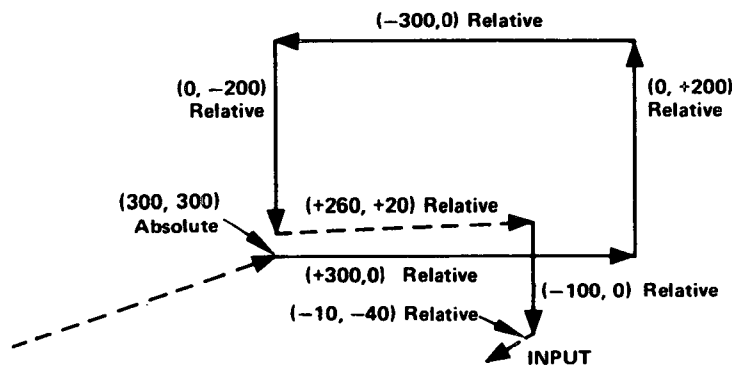 (−300,0) Relative
(0, −200)
Relative
(0, +200)
Relative
(300, 300)
Absolute
(+260, +20) Relative
(+300,0) Relative
(−100, 0) Relative
(−10, −40) Relative
INPUT